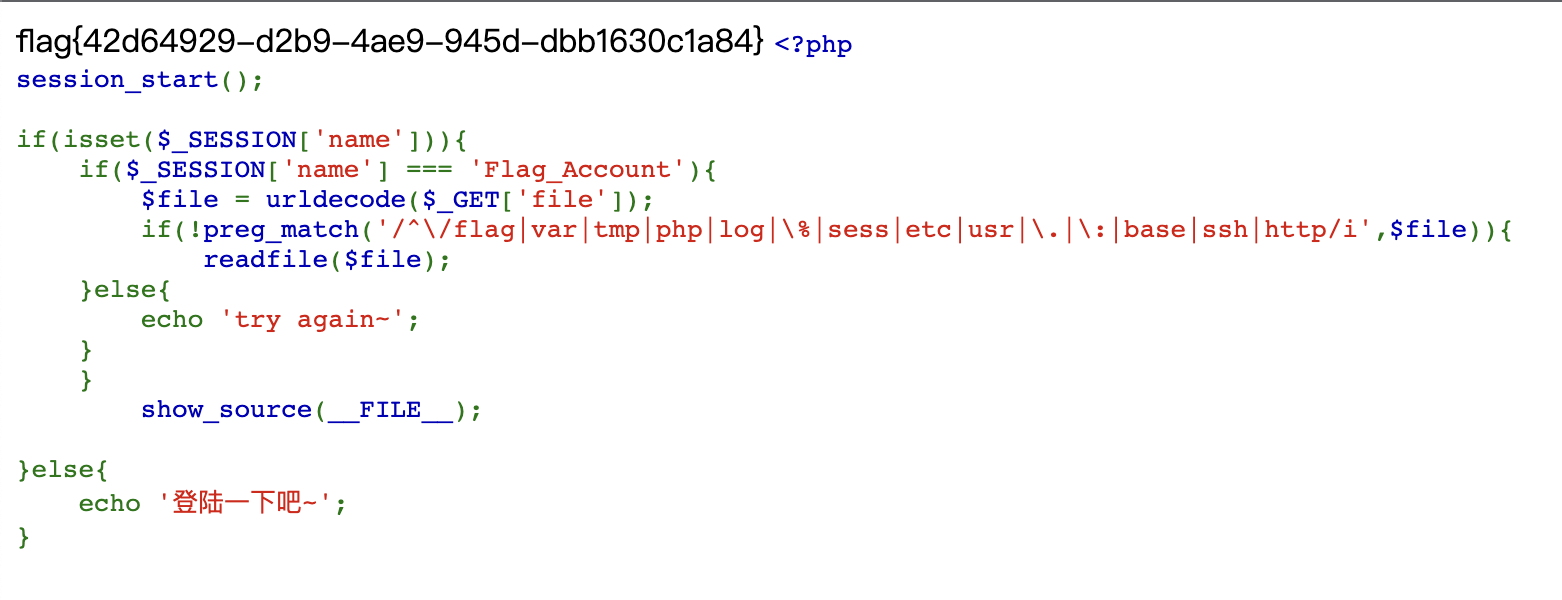 flag{42d64929-d2b9-4ae9-945d-dbb1630c1a84} <?php
session_start();
if(isset($_SESSION['name'])){
    if($_SESSION['name'] === 'Flag_Account'){
        $file = urldecode($_GET['file']);
        if(!preg_match('/^\/flag|var|tmp|php|log|\%|sess|etc|usr|\.|\:|base|ssh|http/i',$file)){
            readfile($file);
    }else{
        echo 'try again~';
    }
    }
        show_source(__FILE__);
}else{
    echo '登陆一下吧~';
}